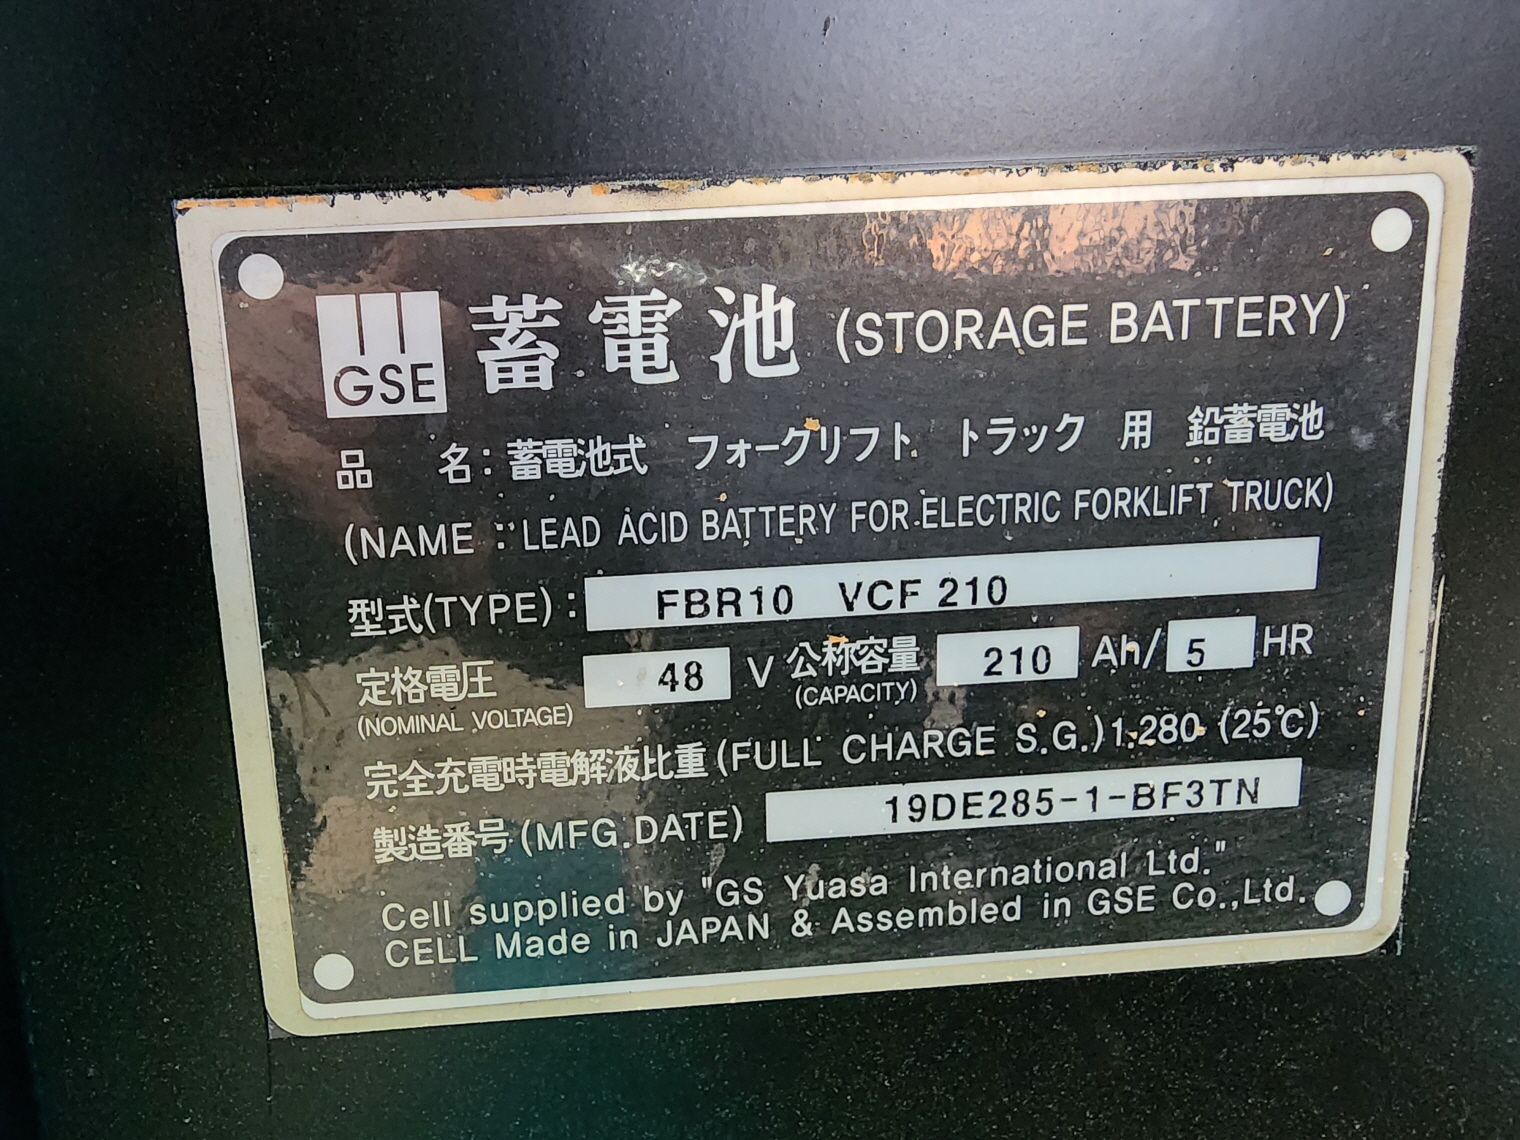 GSE 蓄電池 (STORAGE BATTERY)
品 名: 蓄電池式 フォークリフト トラック 用 鉛蓄電池
(NAME : LEAD ACID BATTERY FOR ELECTRIC FORKLIFT TRUCK)
型式(TYPE) : FBR10 VCF 210
定格電圧 48 V 公称容量 210 Ah/ 5 HR
(NOMINAL VOLTAGE) (CAPACITY)
完全充電時電解液比重 (FULL CHARGE S.G.) 1.280 (25℃)
製造番号 (MFG.DATE) 19DE285-1-BF3TN
Cell supplied by "GS Yuasa International Ltd."
CELL Made in JAPAN & Assembled in GSE Co.,Ltd.